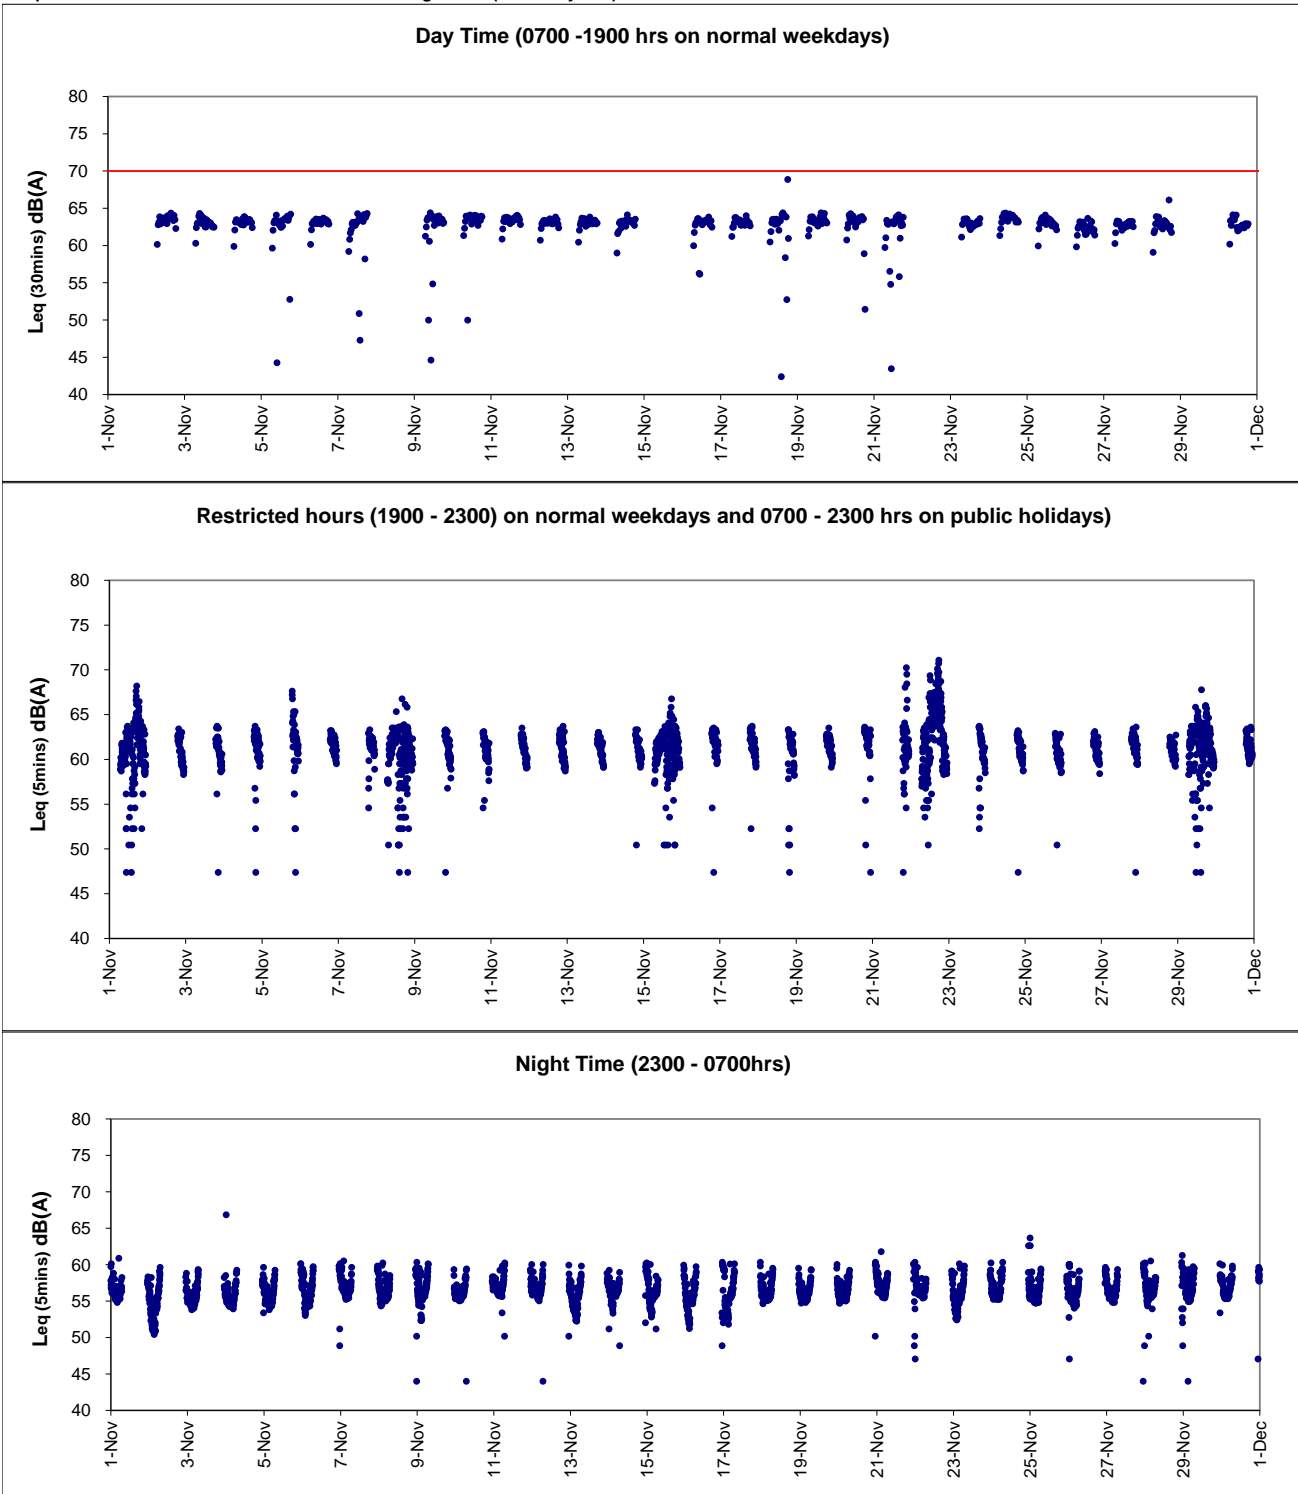 Day Time (0700 -1900 hrs on normal weekdays)
Leq (30mins) dB(A)
80
75
70
65
60
55
50
45
40
1-Nov
3-Nov
5-Nov
7-Nov
9-Nov
11-Nov
13-Nov
15-Nov
17-Nov
19-Nov
21-Nov
23-Nov
25-Nov
27-Nov
29-Nov
1-Dec
Restricted hours (1900 - 2300) on normal weekdays and 0700 - 2300 hrs on public holidays)
Leq (5mins) dB(A)
80
75
70
65
60
55
50
45
40
1-Nov
3-Nov
5-Nov
7-Nov
9-Nov
11-Nov
13-Nov
15-Nov
17-Nov
19-Nov
21-Nov
23-Nov
25-Nov
27-Nov
29-Nov
1-Dec
Night Time (2300 - 0700hrs)
Leq (5mins) dB(A)
80
75
70
65
60
55
50
45
40
1-Nov
3-Nov
5-Nov
7-Nov
9-Nov
11-Nov
13-Nov
15-Nov
17-Nov
19-Nov
21-Nov
23-Nov
25-Nov
27-Nov
29-Nov
1-Dec